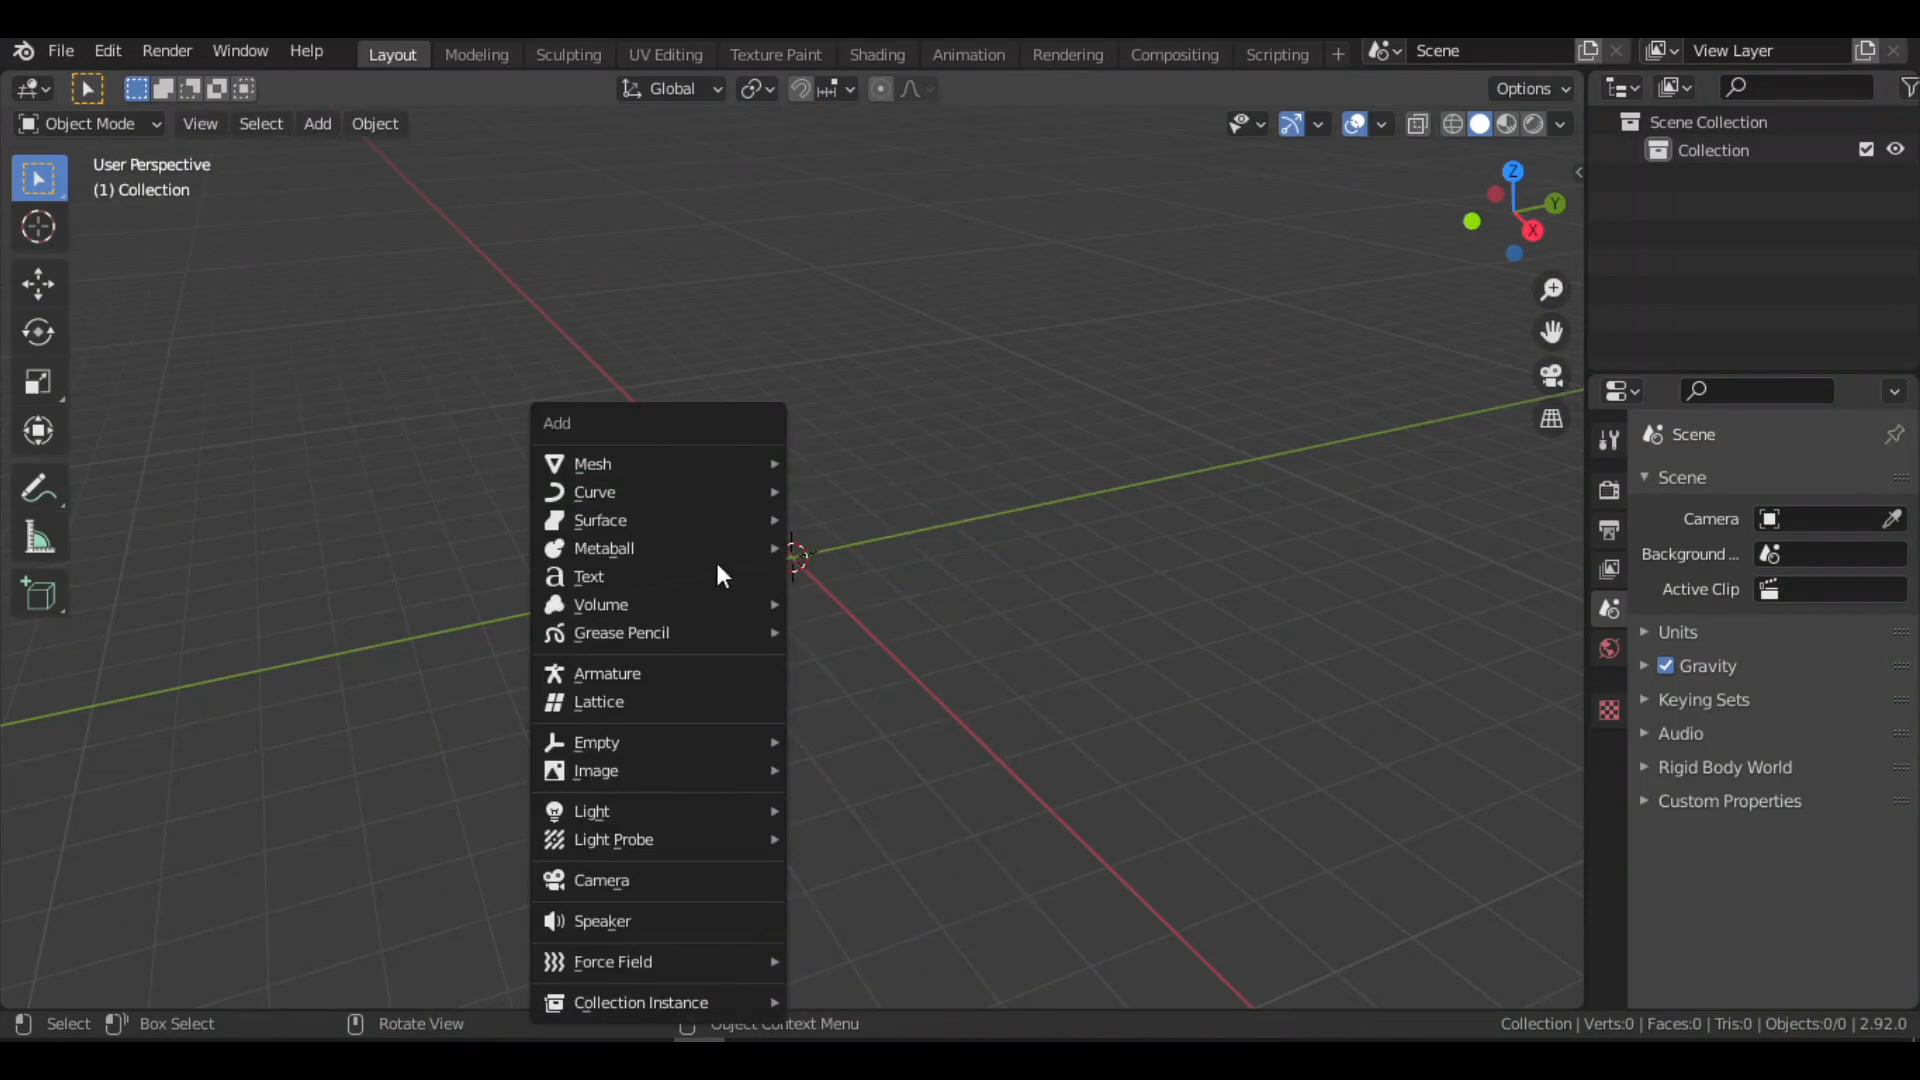 File Edit Render Window Help Layout Modeling Sculpting UV Editing Texture Paint Shading Animation Rendering Compositing Scripting + Scene View Layer
Global Options
Object Mode View Select Add Object
User Perspective
(1) Collection
Z
Y
X
Scene Collection
Collection
Add
Mesh
Curve
Surface
Metaball
Text
Volume
Grease Pencil
Armature
Lattice
Empty
Image
Light
Light Probe
Camera
Speaker
Force Field
Collection Instance
Scene
Scene
Camera
Background ...
Active Clip
Units
Gravity
Keying Sets
Audio
Rigid Body World
Custom Properties
Select Box Select Rotate View Object Context Menu Collection | Verts:0 | Faces:0 | Tris:0 | Objects:0/0 | 2.92.0